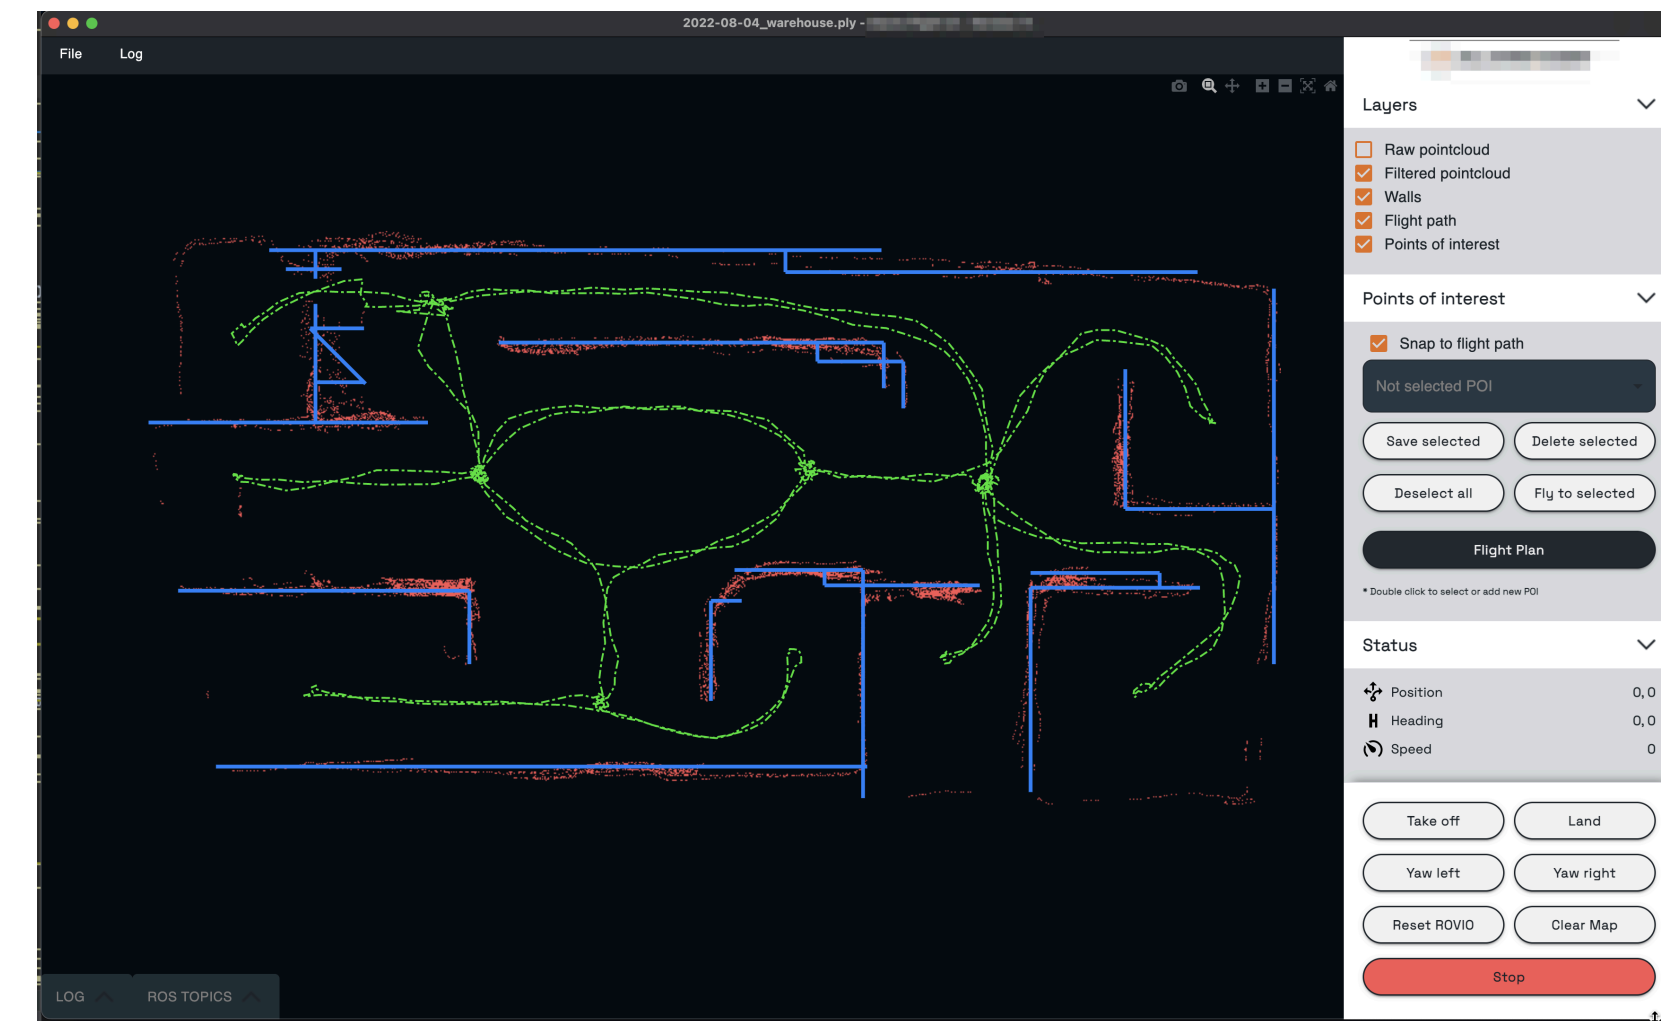 2022-08-04_warehouse.ply -
File Log
Layers
Raw pointcloud
Filtered pointcloud
Walls
Flight path
Points of interest
Points of interest
Snap to flight path
Not selected POI
Save selected Delete selected
Deselect all Fly to selected
Flight Plan
* Double click to select or add new POI
Status
Position 0,0
H Heading 0,0
Speed 0
Take off Land
Yaw left Yaw right
Reset ROVIO Clear Map
Stop
LOG ROS TOPICS